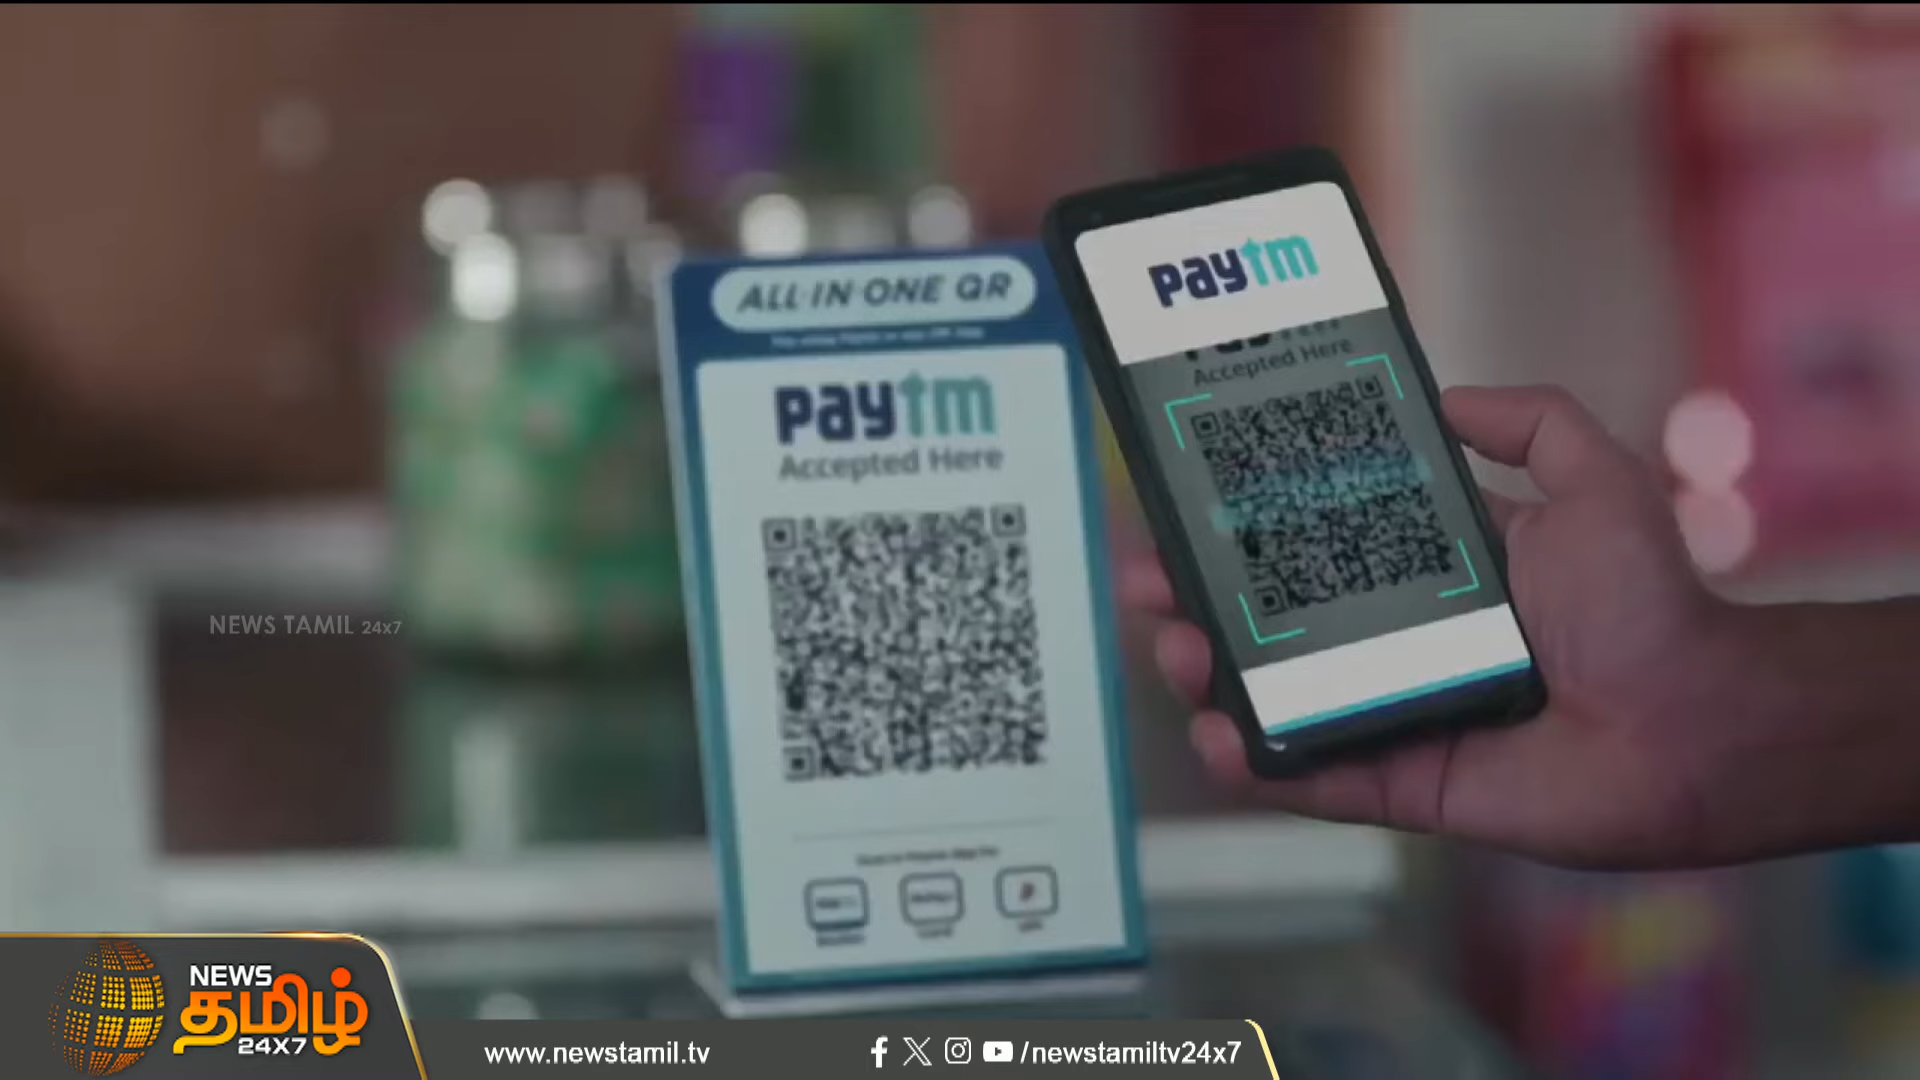 ALL·IN·ONE QR
paytm
Accepted Here
paytm
Accepted Here
NEWS TAMIL 24x7
NEWS
தமிழ்
24X7
www.newstamil.tv
/newstamiltv24x7